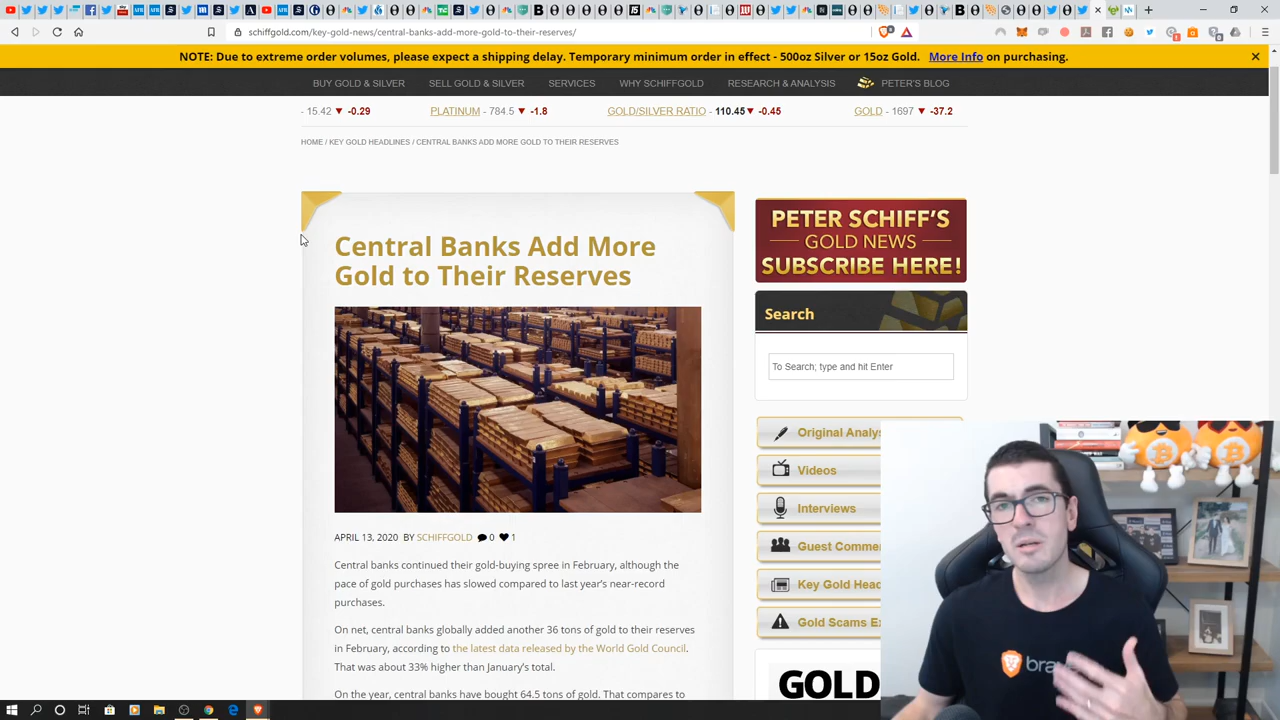 schiffgold.com/key-gold-news/central-banks-add-more-gold-to-their-reserves/
NOTE: Due to extreme order volumes, please expect a shipping delay. Temporary minimum order in effect - 500oz Silver or 15oz Gold. More Info on purchasing.
BUY GOLD & SILVER SELL GOLD & SILVER SERVICES WHY SCHIFFGOLD RESEARCH & ANALYSIS PETER'S BLOG
- 15.42 ▼ -0.29 PLATINUM - 784.5 ▼ -1.8 GOLD/SILVER RATIO - 110.45 ▼ -0.45 GOLD - 1697 ▼ -37.2
HOME / KEY GOLD HEADLINES / CENTRAL BANKS ADD MORE GOLD TO THEIR RESERVES
Central Banks Add More
Gold to Their Reserves
APRIL 13, 2020 BY SCHIFFGOLD 0 1
Central banks continued their gold-buying spree in February, although the
pace of gold purchases has slowed compared to last year's near-record
purchases.
On net, central banks globally added another 36 tons of gold to their reserves
in February, according to the latest data released by the World Gold Council.
That was about 33% higher than January's total.
On the year, central banks have bought 64.5 tons of gold. That compares to
PETER SCHIFF'S
GOLD NEWS
SUBSCRIBE HERE!
Search
To Search; type and hit Enter
Original Analys
Videos
Interviews
Guest Comme
Key Gold Head
Gold Scams Ex
GOLD
brave